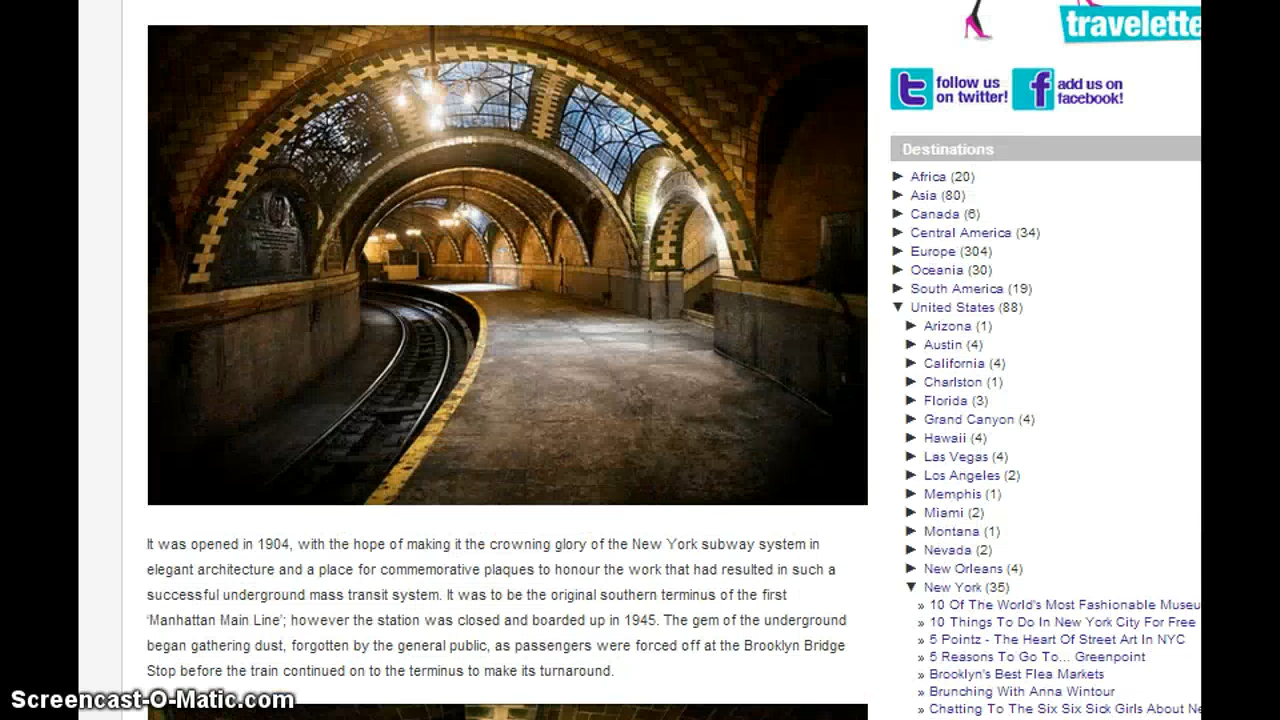 travelette
follow us
on twitter!
add us on
facebook!
Destinations
► Africa (20)
► Asia (80)
► Canada (6)
► Central America (34)
► Europe (304)
► Oceania (30)
► South America (19)
▼ United States (88)
► Arizona (1)
► Austin (4)
► California (4)
► Charlston (1)
► Florida (3)
► Grand Canyon (4)
► Hawaii (4)
► Las Vegas (4)
► Los Angeles (2)
► Memphis (1)
► Miami (2)
► Montana (1)
► Nevada (2)
► New Orleans (4)
▼ New York (35)
» 10 Of The World's Most Fashionable Museu
» 10 Things To Do In New York City For Free
» 5 Pointz - The Heart Of Street Art In NYC
» 5 Reasons To Go To... Greenpoint
» Brooklyn's Best Flea Markets
» Brunching With Anna Wintour
» Chatting To The Six Six Sick Girls About Ne
It was opened in 1904, with the hope of making it the crowning glory of the New York subway system in
elegant architecture and a place for commemorative plaques to honour the work that had resulted in such a
successful underground mass transit system. It was to be the original southern terminus of the first
‘Manhattan Main Line’; however the station was closed and boarded up in 1945. The gem of the underground
began gathering dust, forgotten by the general public, as passengers were forced off at the Brooklyn Bridge
Stop before the train continued on to the terminus to make its turnaround.
Screencast-O-Matic.com